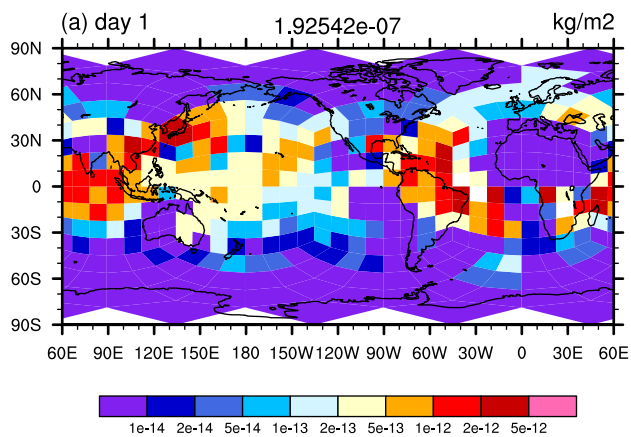 (a) day 1 1.92542e-07 kg/m2
90N
60N
30N
0
30S
60S
90S
60E 90E 120E 150E 180 150W 120W 90W 60W 30W 0 30E 60E
1e-14 2e-14 5e-14 1e-13 2e-13 5e-13 1e-12 2e-12 5e-12